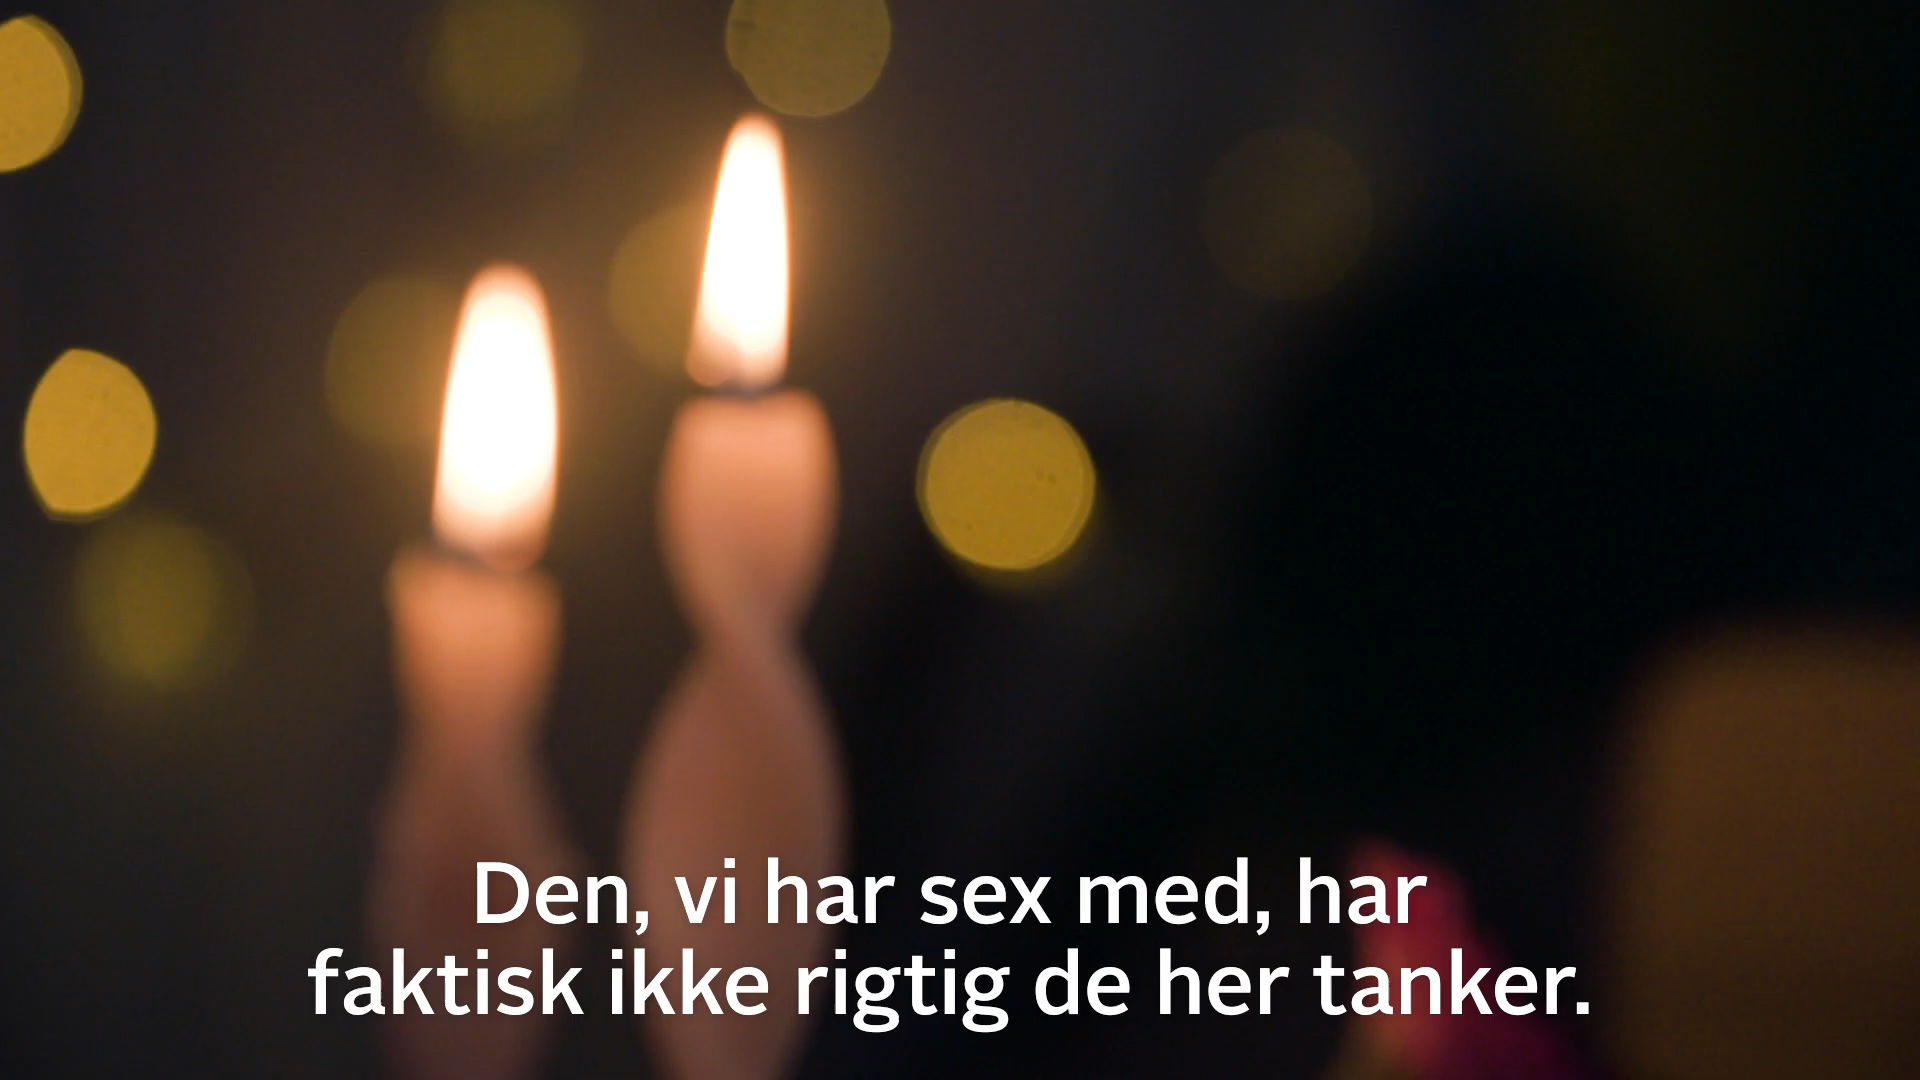 Den, vi har sex med, har
faktisk ikke rigtig de her tanker.